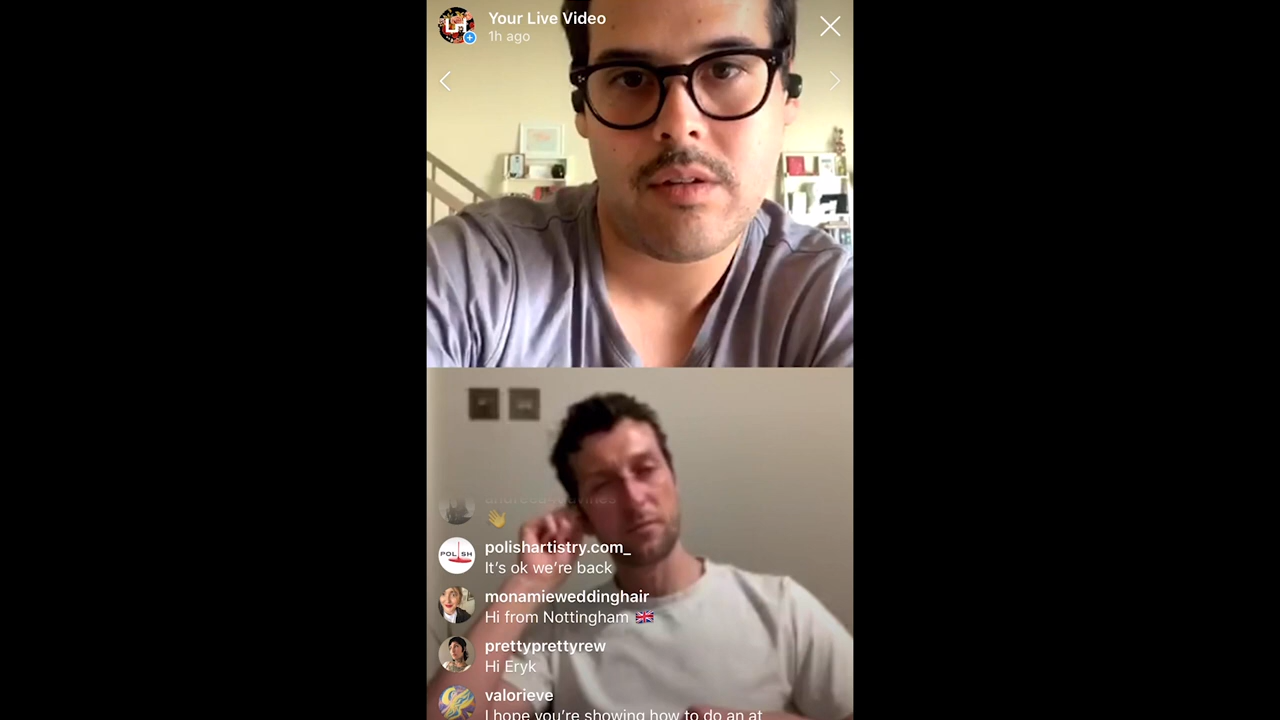 Your Live Video
1h ago
👋
POLISH
polishartistry.com_
It's ok we're back
monamieweddinghair
Hi from Nottingham 🇬🇧
prettyprettyrew
Hi Eryk
valorieve
I hope you're showing how to do an at